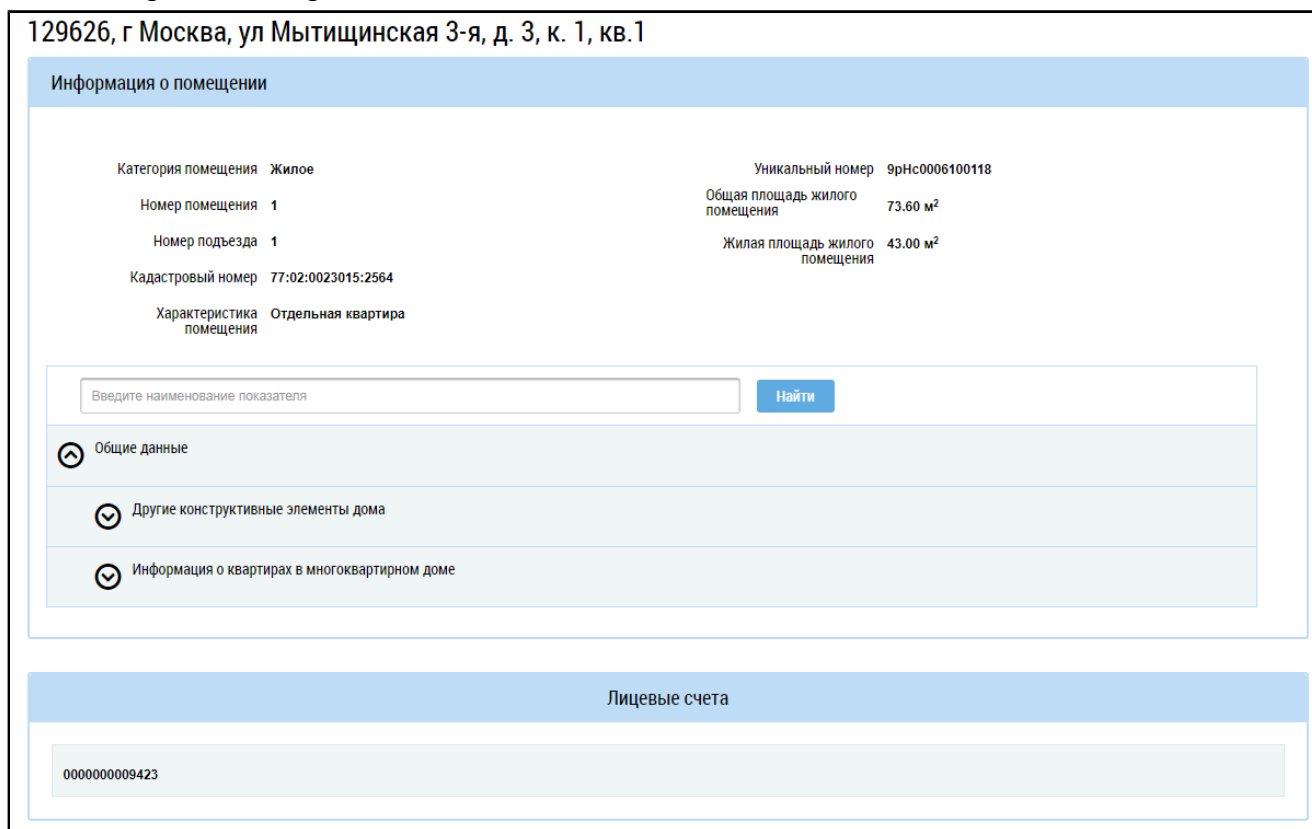 129626, г Москва, ул Мытищинская 3-я, д. 3, к. 1, кв.1
Информация о помещении
Категория помещения Жилое
Номер помещения 1
Номер подъезда 1
Кадастровый номер 77:02:0023015:2564
Характеристика помещения Отдельная квартира
Уникальный номер 9рНс0006100118
Общая площадь жилого
помещения 73.60 м²
Жилая площадь жилого 43.00 м²
помещения
Введите наименование показателя
Найти
Общие данные
Другие конструктивные элементы дома
Информация о квартирах в многоквартирном доме
Лицевые счета
0000000009423